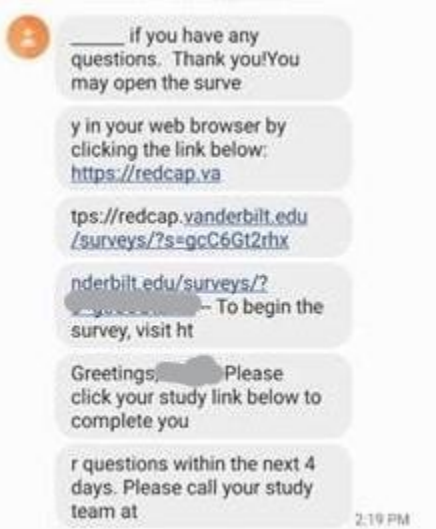 ______ if you have any
questions. Thank you!You
may open the surve
y in your web browser by
clicking the link below:
https://redcap.va
tps://redcap.vanderbilt.edu
/surveys/?s=gcC6Gt2rhx
nderbilt.edu/surveys/?
-- To begin the
survey, visit ht
Greetings, Please
click your study link below to
complete you
r questions within the next 4
days. Please call your study
team at
2:19 PM